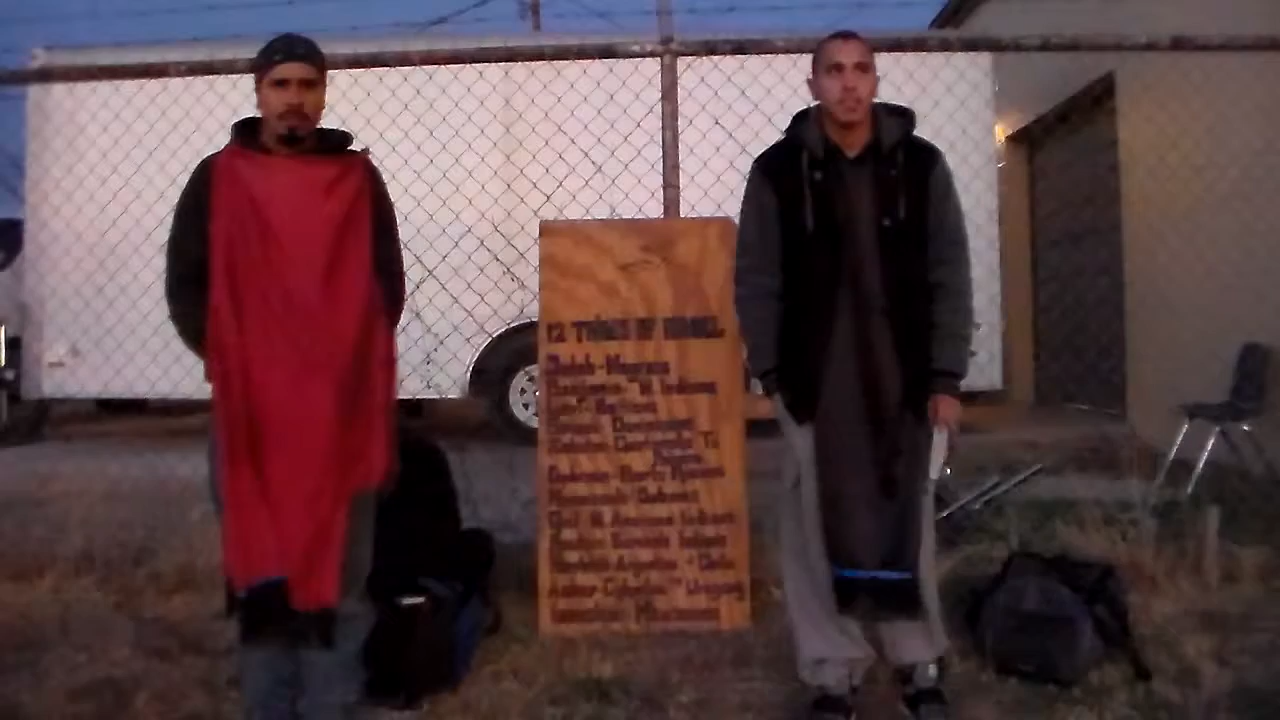 12 TRIBES OF ISRAEL
Judah - Negroes
Benjamin - W Indians
Levi - Haitians
Dominicans
Zebulon - Guatemala To
Panama
Ephraim - Puerto Ricans
Manasseh - Cubans
Gad - N. American Indians
Reuben - Seminole Indians
Naphtali - Argentina - Chile
Asher - Colombia - Uruguay
Issachar - Mexicans